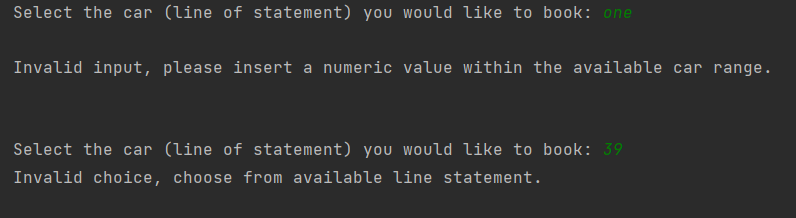 Select the car (line of statement) you would like to book: one
Invalid input, please insert a numeric value within the available car range.
Select the car (line of statement) you would like to book: 39
Invalid choice, choose from available line statement.